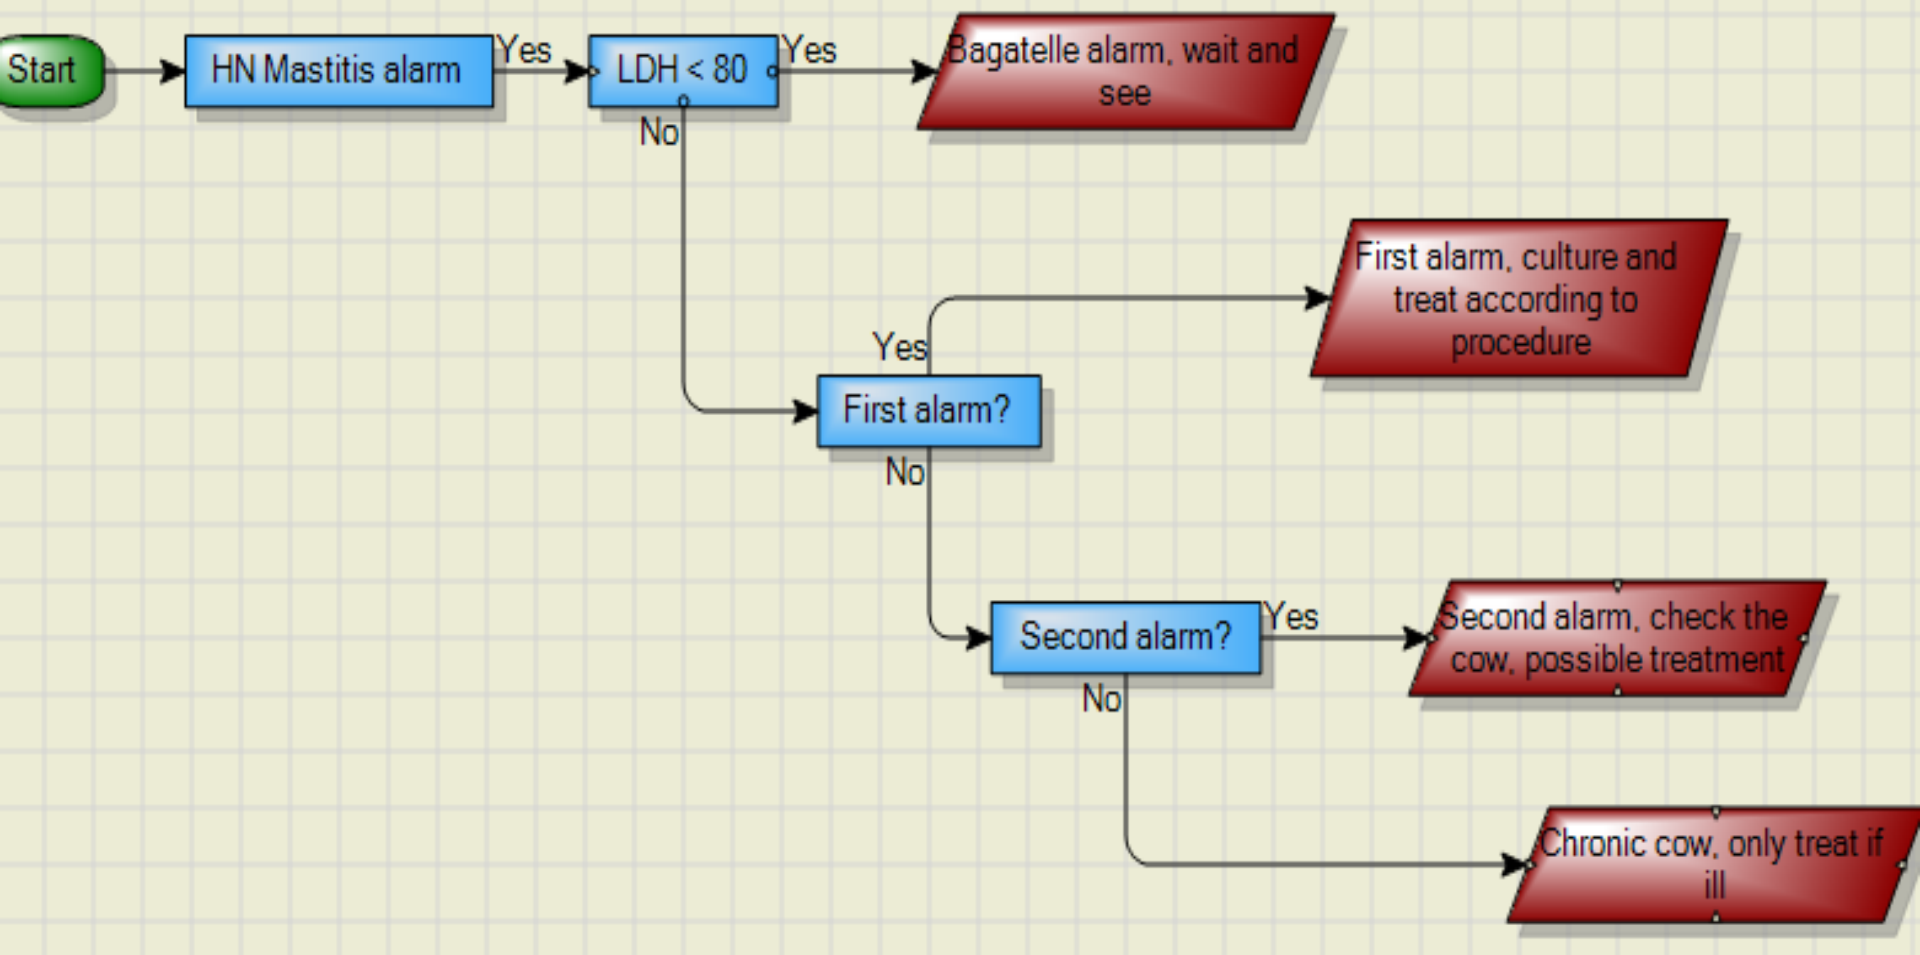 Start
HN Mastitis alarm
Yes
LDH < 80
Yes
Bagatelle alarm, wait and
see
No
First alarm, culture and
treat according to
procedure
Yes
First alarm?
No
Second alarm?
Yes
Second alarm, check the
cow, possible treatment
No
Chronic cow, only treat if
ill